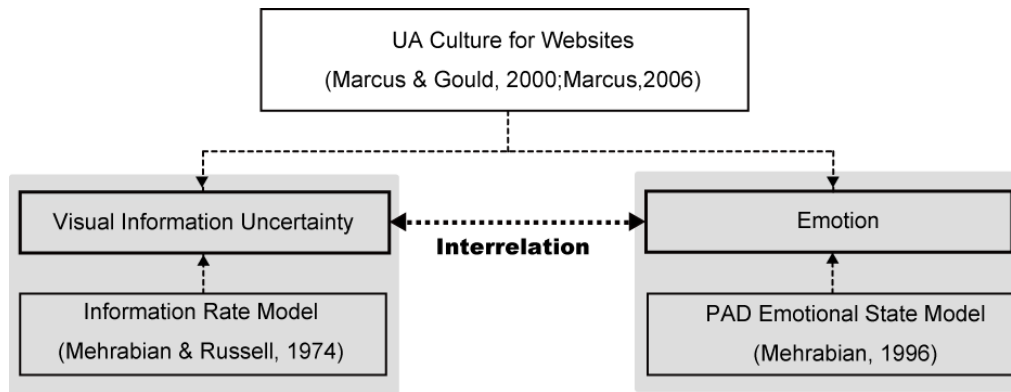 UA Culture for Websites
(Marcus & Gould, 2000;Marcus,2006)
Visual Information Uncertainty
Emotion
Interrelation
Information Rate Model
(Mehrabian & Russell, 1974)
PAD Emotional State Model
(Mehrabian, 1996)